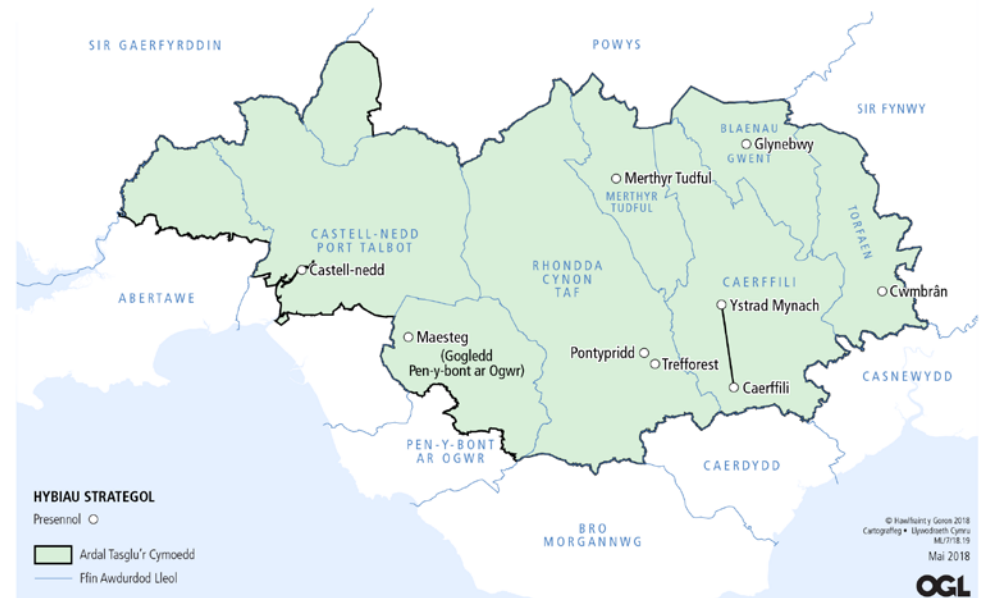 SIR GAERFYRDDIN
POWYS
SIR FYNWY
BLAENAU
GWENT
Glynebwy
Merthyr Tudful
MERTHYR
TUDFUL
TORFAEN
CASTELL-NEDD
PORT TALBOT
Castell-nedd
RHONDDA
CYNON
TAF
CAERFFILI
Ystrad Mynach
Cwmbrân
ABERTAWE
Maesteg
(Gogledd
Pen-y-bont ar Ogwr)
Pontypridd
Trefforest
Caerffili
CASNEWYDD
PEN-Y-BONT
AR OGWR
CAERDYDD
BRO
MORGANNWG
HYBIAU STRATEGOL
Presennol
Ardal Tasglu'r Cymoedd
Ffin Awdurdod Lleol
© Hawlfraint y Goron 2018
Cartograffeg • Llywodraeth Cymru
ML/7/18.19
Mai 2018
OGL